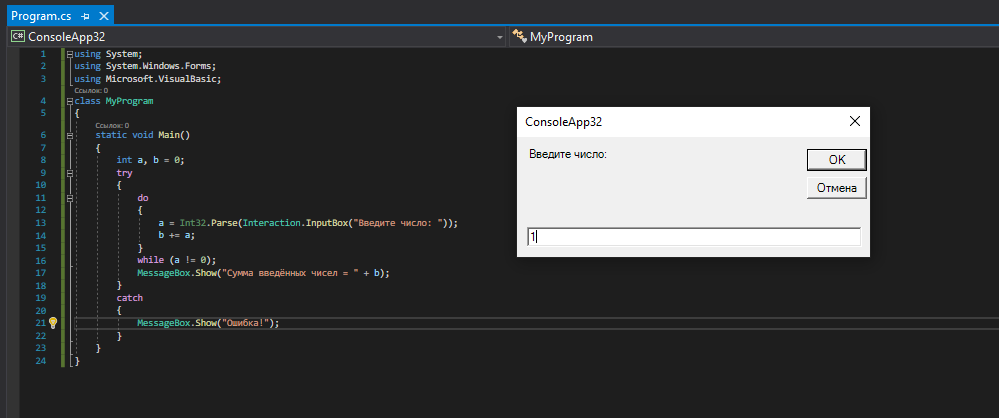 Program.cs
ConsoleApp32
MyProgram
1 using System;
2 using System.Windows.Forms;
3 using Microsoft.VisualBasic;
Ссылок: 0
4 class MyProgram
5 {
Ссылок: 0
6 static void Main()
7 {
8 int a, b = 0;
9 try
10 {
11 do
12 {
13 a = Int32.Parse(Interaction.InputBox("Введите число: "));
14 b += a;
15 }
16 while (a != 0);
17 MessageBox.Show("Сумма введённых чисел = " + b);
18 }
19 catch
20 {
21 MessageBox.Show("Ошибка!");
22 }
23 }
24 }
ConsoleApp32
Введите число:
OK
Отмена
1